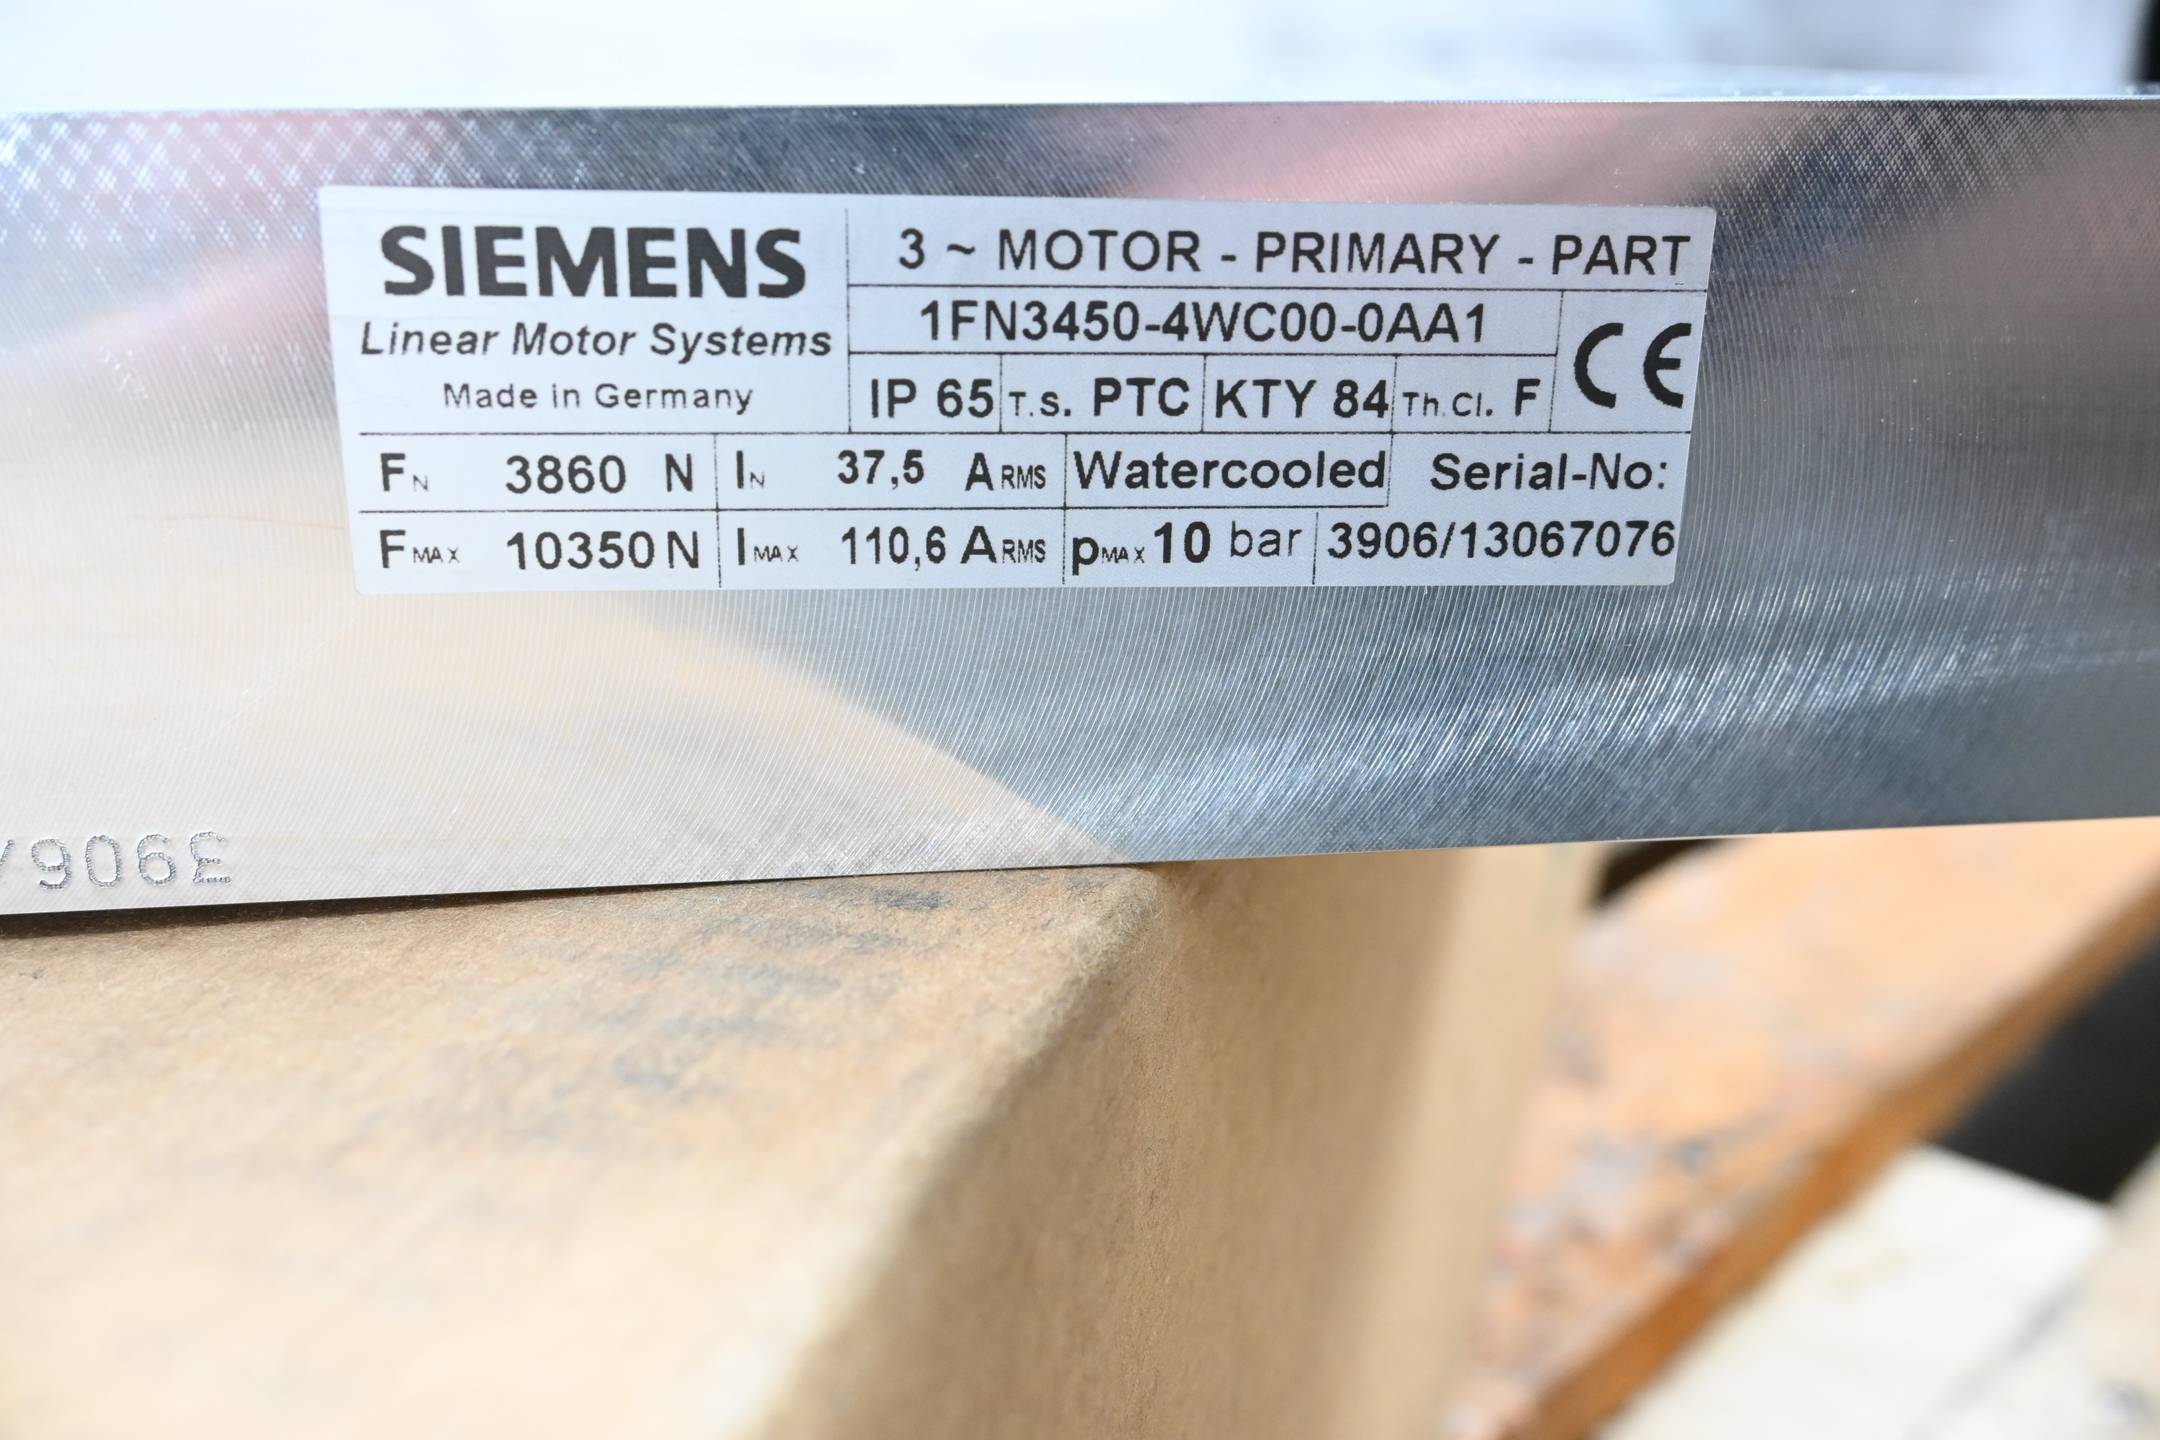 SIEMENS
Linear Motor Systems
Made in Germany
3 ~ MOTOR - PRIMARY - PART
1FN3450-4WC00-0AA1
IP 65 T.S. PTC KTY 84 Th.Cl. F CE
FN 3860 N IN 37,5 ARMS Watercooled Serial-No:
FMAX 10350 N IMAX 110,6 ARMS pMAX 10 bar 3906/13067076
3906/